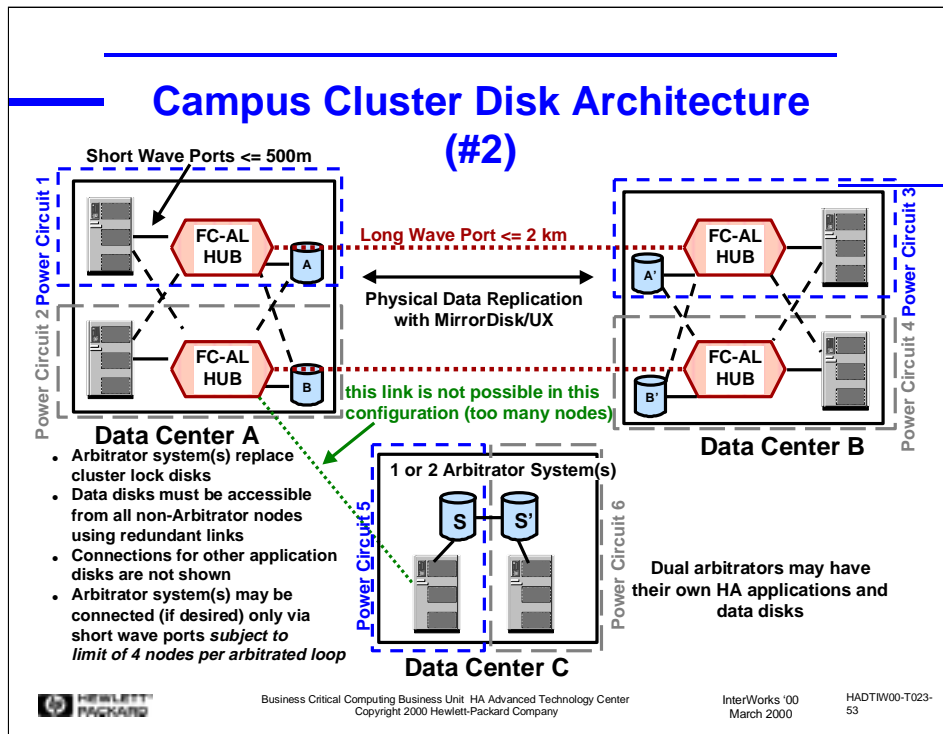 Campus Cluster Disk Architecture
(#2)
Short Wave Ports <= 500m
Power Circuit 1
FC-AL
HUB
A
Long Wave Port <= 2 km
FC-AL
HUB
A'
Power Circuit 3
Physical Data Replication
with MirrorDisk/UX
Power Circuit 2
FC-AL
HUB
B
FC-AL
HUB
B'
Power Circuit 4
this link is not possible in this
configuration (too many nodes)
Data Center A
Data Center B
• Arbitrator system(s) replace
cluster lock disks
• Data disks must be accessible
from all non-Arbitrator nodes
using redundant links
• Connections for other application
disks are not shown
• Arbitrator system(s) may be
connected (if desired) only via
short wave ports subject to
limit of 4 nodes per arbitrated loop
1 or 2 Arbitrator System(s)
Power Circuit 5
S
S'
Power Circuit 6
Data Center C
Dual arbitrators may have
their own HA applications and
data disks
HEWLETT
PACKARD
Business Critical Computing Business Unit HA Advanced Technology Center
Copyright 2000 Hewlett-Packard Company
InterWorks '00
March 2000
HADTIW00-T023-
53